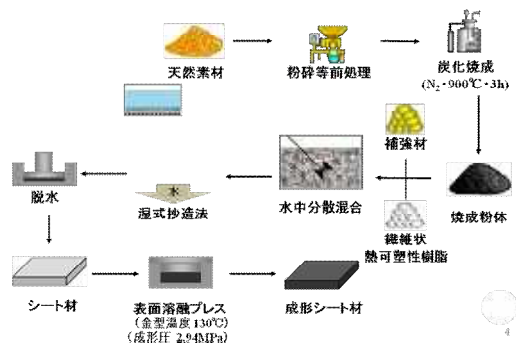 天然素材
粉砕等前処理
炭化焼成
(N₂・900℃・3h)
補強材
脱水
水
湿式抄造法
水中分散混合
焼成粉体
繊維状
熱可塑性樹脂
シート材
表面溶融プレス
(金型温度130℃)
(成形圧 2.94MPa)
成形シート材
4